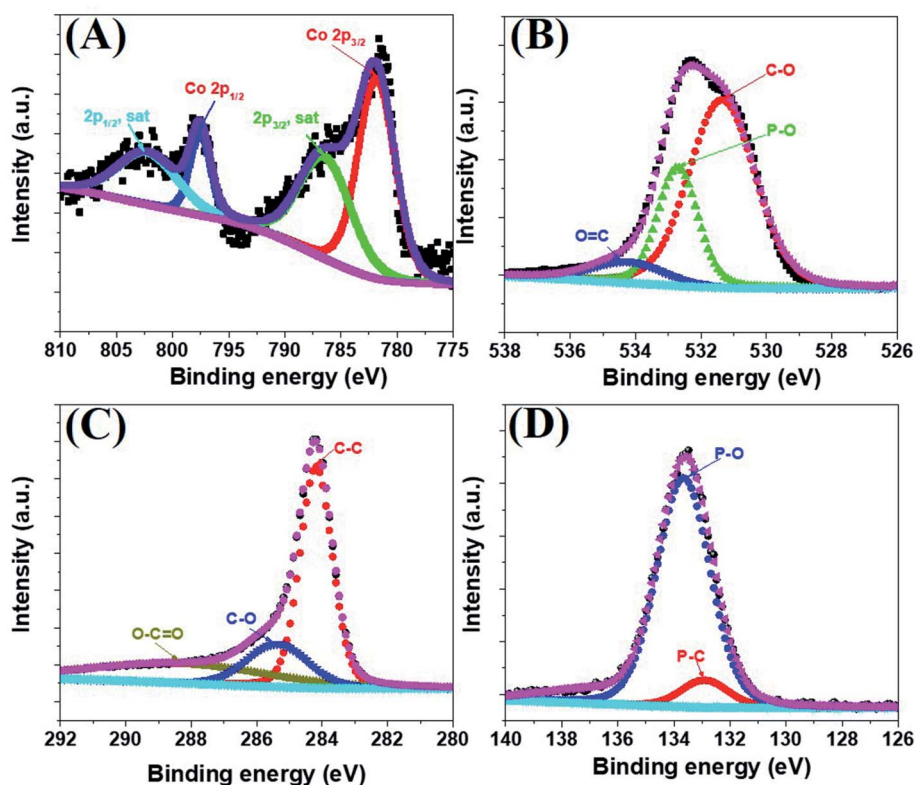 (A)
Co 2p3/2
Co 2p1/2
2p1/2, sat
2p3/2, sat
Intensity (a.u.)
810 805 800 795 790 785 780 775
Binding energy (eV)
(B)
C-O
P-O
O=C
Intensity (a.u.)
538 536 534 532 530 528 526
Binding energy (eV)
(C)
C-C
C-O
O-C=O
Intensity (a.u.)
292 290 288 286 284 282 280
Binding energy (eV)
(D)
P-O
P-C
Intensity (a.u.)
140 138 136 134 132 130 128 126
Binding energy (eV)